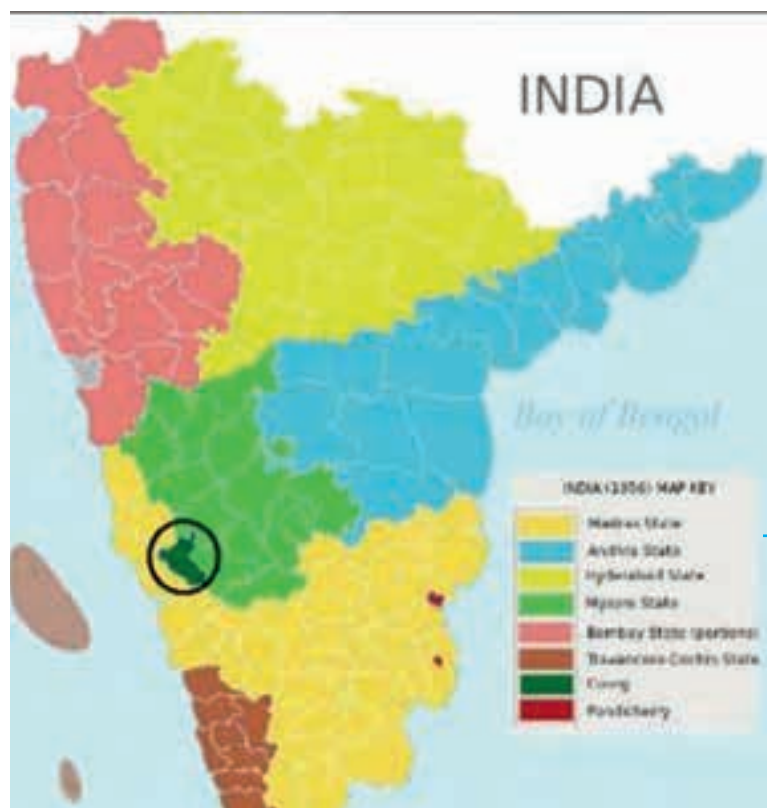 INDIA
Bay of Bengal
INDIA (1956) MAP KEY
Madras State
Andhra State
Hyderabad State
Mysore State
Bombay State (portions)
Travancore-Cochin State
Coorg
Pondicherry